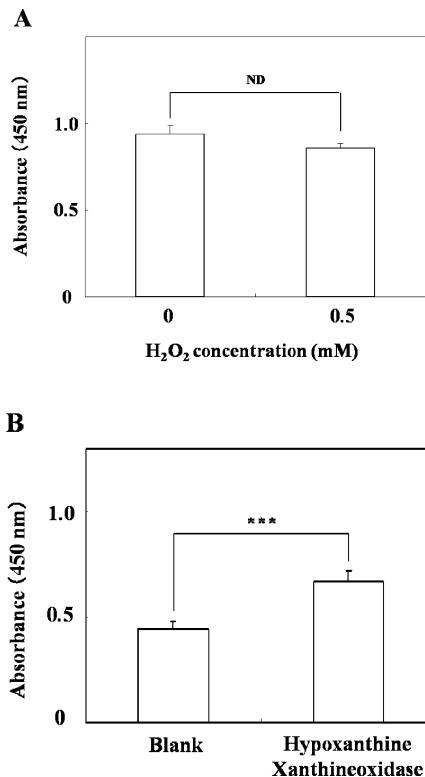 A
Absorbance (450 nm)
ND
1.0
0.5
0
0 0.5
H₂O₂ concentration (mM)
B
Absorbance (450 nm)
***
1.0
0.5
0
Blank Hypoxanthine
Xanthineoxidase